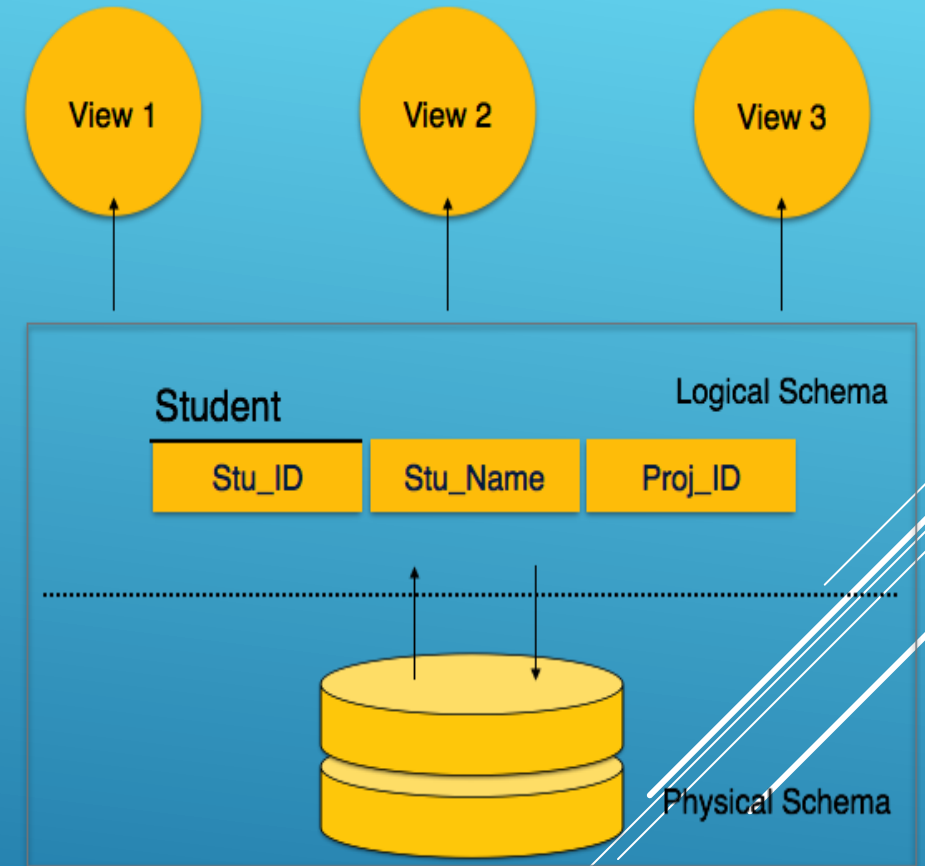 View 1
View 2
View 3
Logical Schema
Student
Stu_ID
Stu_Name
Proj_ID
Physical Schema